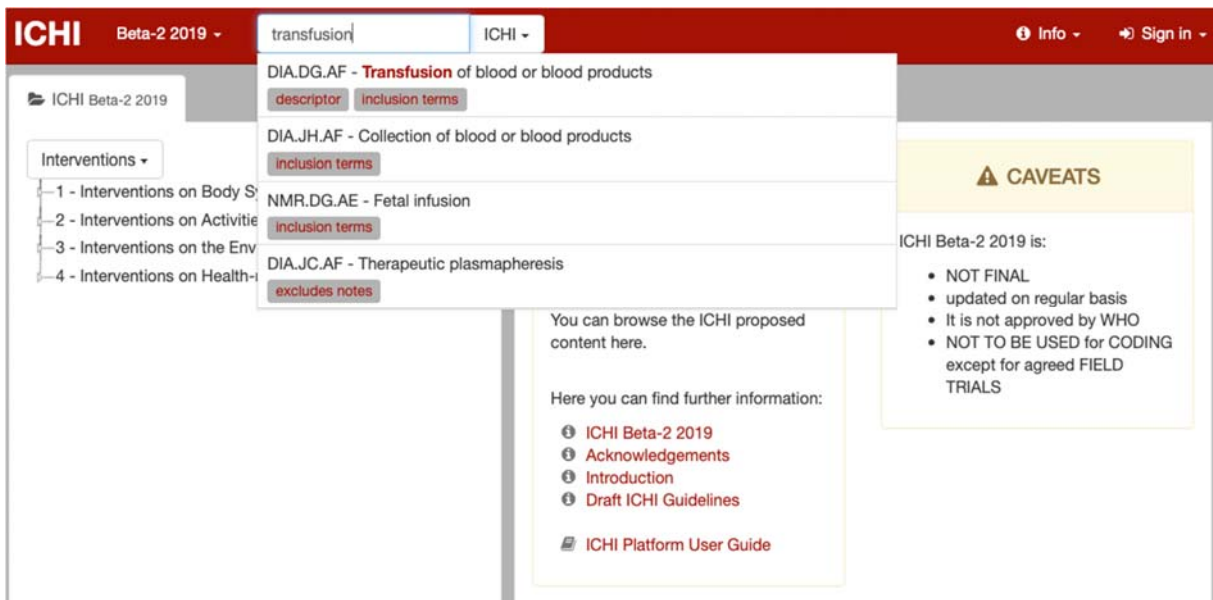 ICHI Beta-2 2019 transfusion ICHI Info Sign in
DIA.DG.AF - Transfusion of blood or blood products
descriptor inclusion terms
DIA.JH.AF - Collection of blood or blood products
inclusion terms
NMR.DG.AE - Fetal infusion
inclusion terms
DIA.JC.AF - Therapeutic plasmapheresis
excludes notes
ICHI Beta-2 2019
Interventions
1 - Interventions on Body S
2 - Interventions on Activitie
3 - Interventions on the Env
4 - Interventions on Health-
You can browse the ICHI proposed
content here.
Here you can find further information:
ICHI Beta-2 2019
Acknowledgements
Introduction
Draft ICHI Guidelines
ICHI Platform User Guide
CAVEATS
ICHI Beta-2 2019 is:
• NOT FINAL
• updated on regular basis
• It is not approved by WHO
• NOT TO BE USED for CODING
except for agreed FIELD
TRIALS